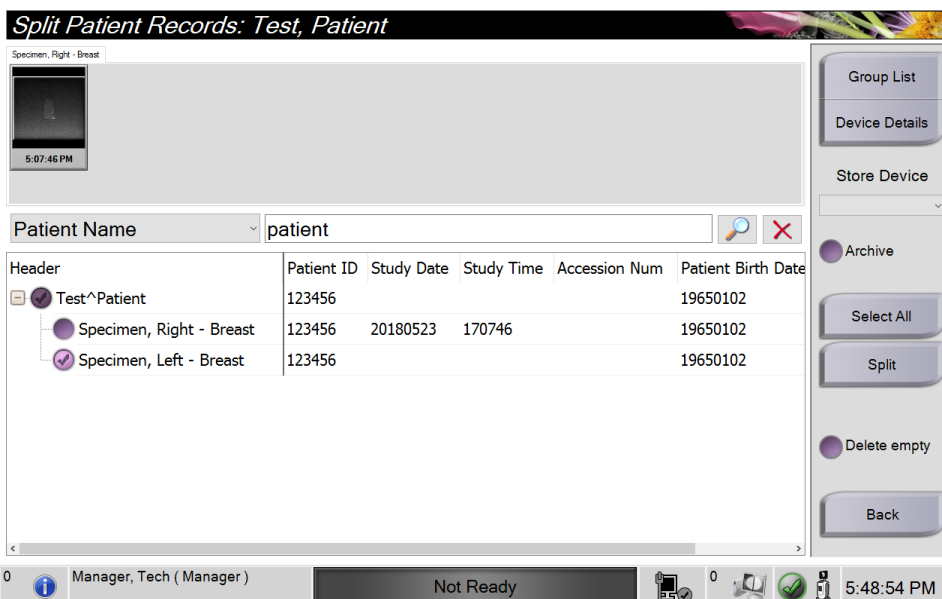 Split Patient Records: Test, Patient
Specimen, Right - Breast
5:07:46 PM
Group List
Device Details
Store Device
Archive
Select All
Split
Delete empty
Back
Patient Name patient
Header Patient ID Study Date Study Time Accession Num Patient Birth Date
Test^Patient 123456 19650102
Specimen, Right - Breast 123456 20180523 170746 19650102
Specimen, Left - Breast 123456 19650102
0 Manager, Tech ( Manager ) Not Ready 0 5:48:54 PM